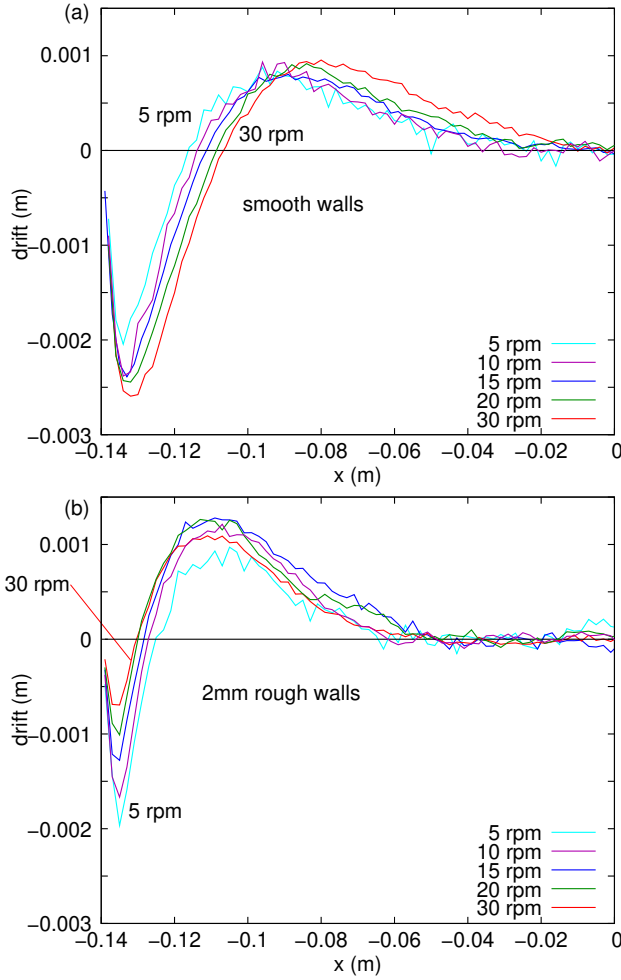 (a)
0.001
0
−0.001
−0.002
−0.003
drift (m)
5 rpm
30 rpm
smooth walls
5 rpm
10 rpm
15 rpm
20 rpm
30 rpm
−0.14 −0.12 −0.1 −0.08 −0.06 −0.04 −0.02 0
x (m)
(b)
0.001
0
−0.001
−0.002
−0.003
drift (m)
30 rpm
2mm rough walls
5 rpm
5 rpm
10 rpm
15 rpm
20 rpm
30 rpm
−0.14 −0.12 −0.1 −0.08 −0.06 −0.04 −0.02 0
x (m)